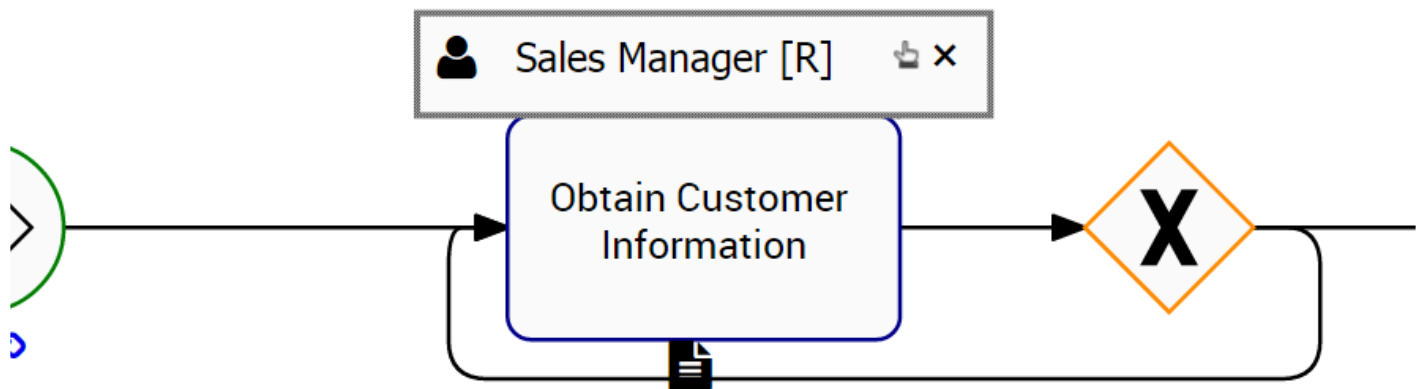 Sales Manager [R]
Obtain Customer
Information
X